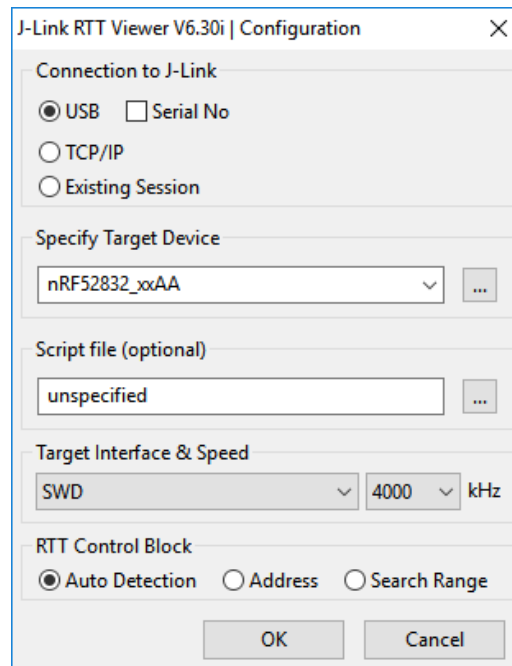 J-Link RTT Viewer V6.30i | Configuration
Connection to J-Link
USB Serial No
TCP/IP
Existing Session
Specify Target Device
nRF52832_xxAA
...
Script file (optional)
unspecified
...
Target Interface & Speed
SWD 4000 kHz
RTT Control Block
Auto Detection Address Search Range
OK Cancel